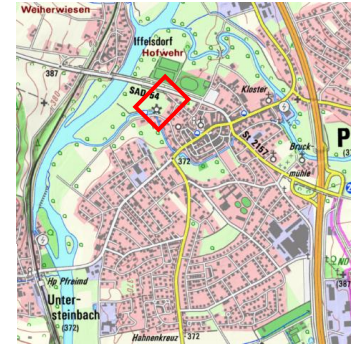 Weiherwiesen
Iffelsdorf
Hofwehr
387
SAD 54
Kloster
St 2157
Bruck-
mühle
P
372
Hp Pfreimd
Unter-
steinbach
(372)
Hahnenkreuz
372
ND
(387